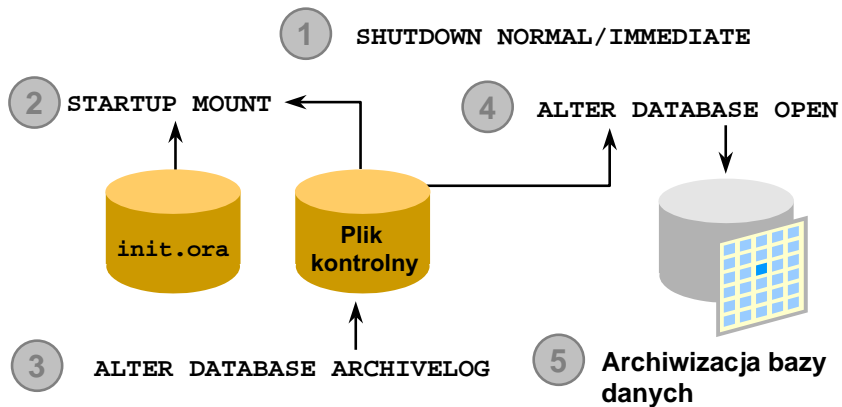 1 SHUTDOWN NORMAL/IMMEDIATE
2 STARTUP MOUNT
4 ALTER DATABASE OPEN
init.ora
Plik
kontrolny
3 ALTER DATABASE ARCHIVELOG
5 Archiwizacja bazy
danych